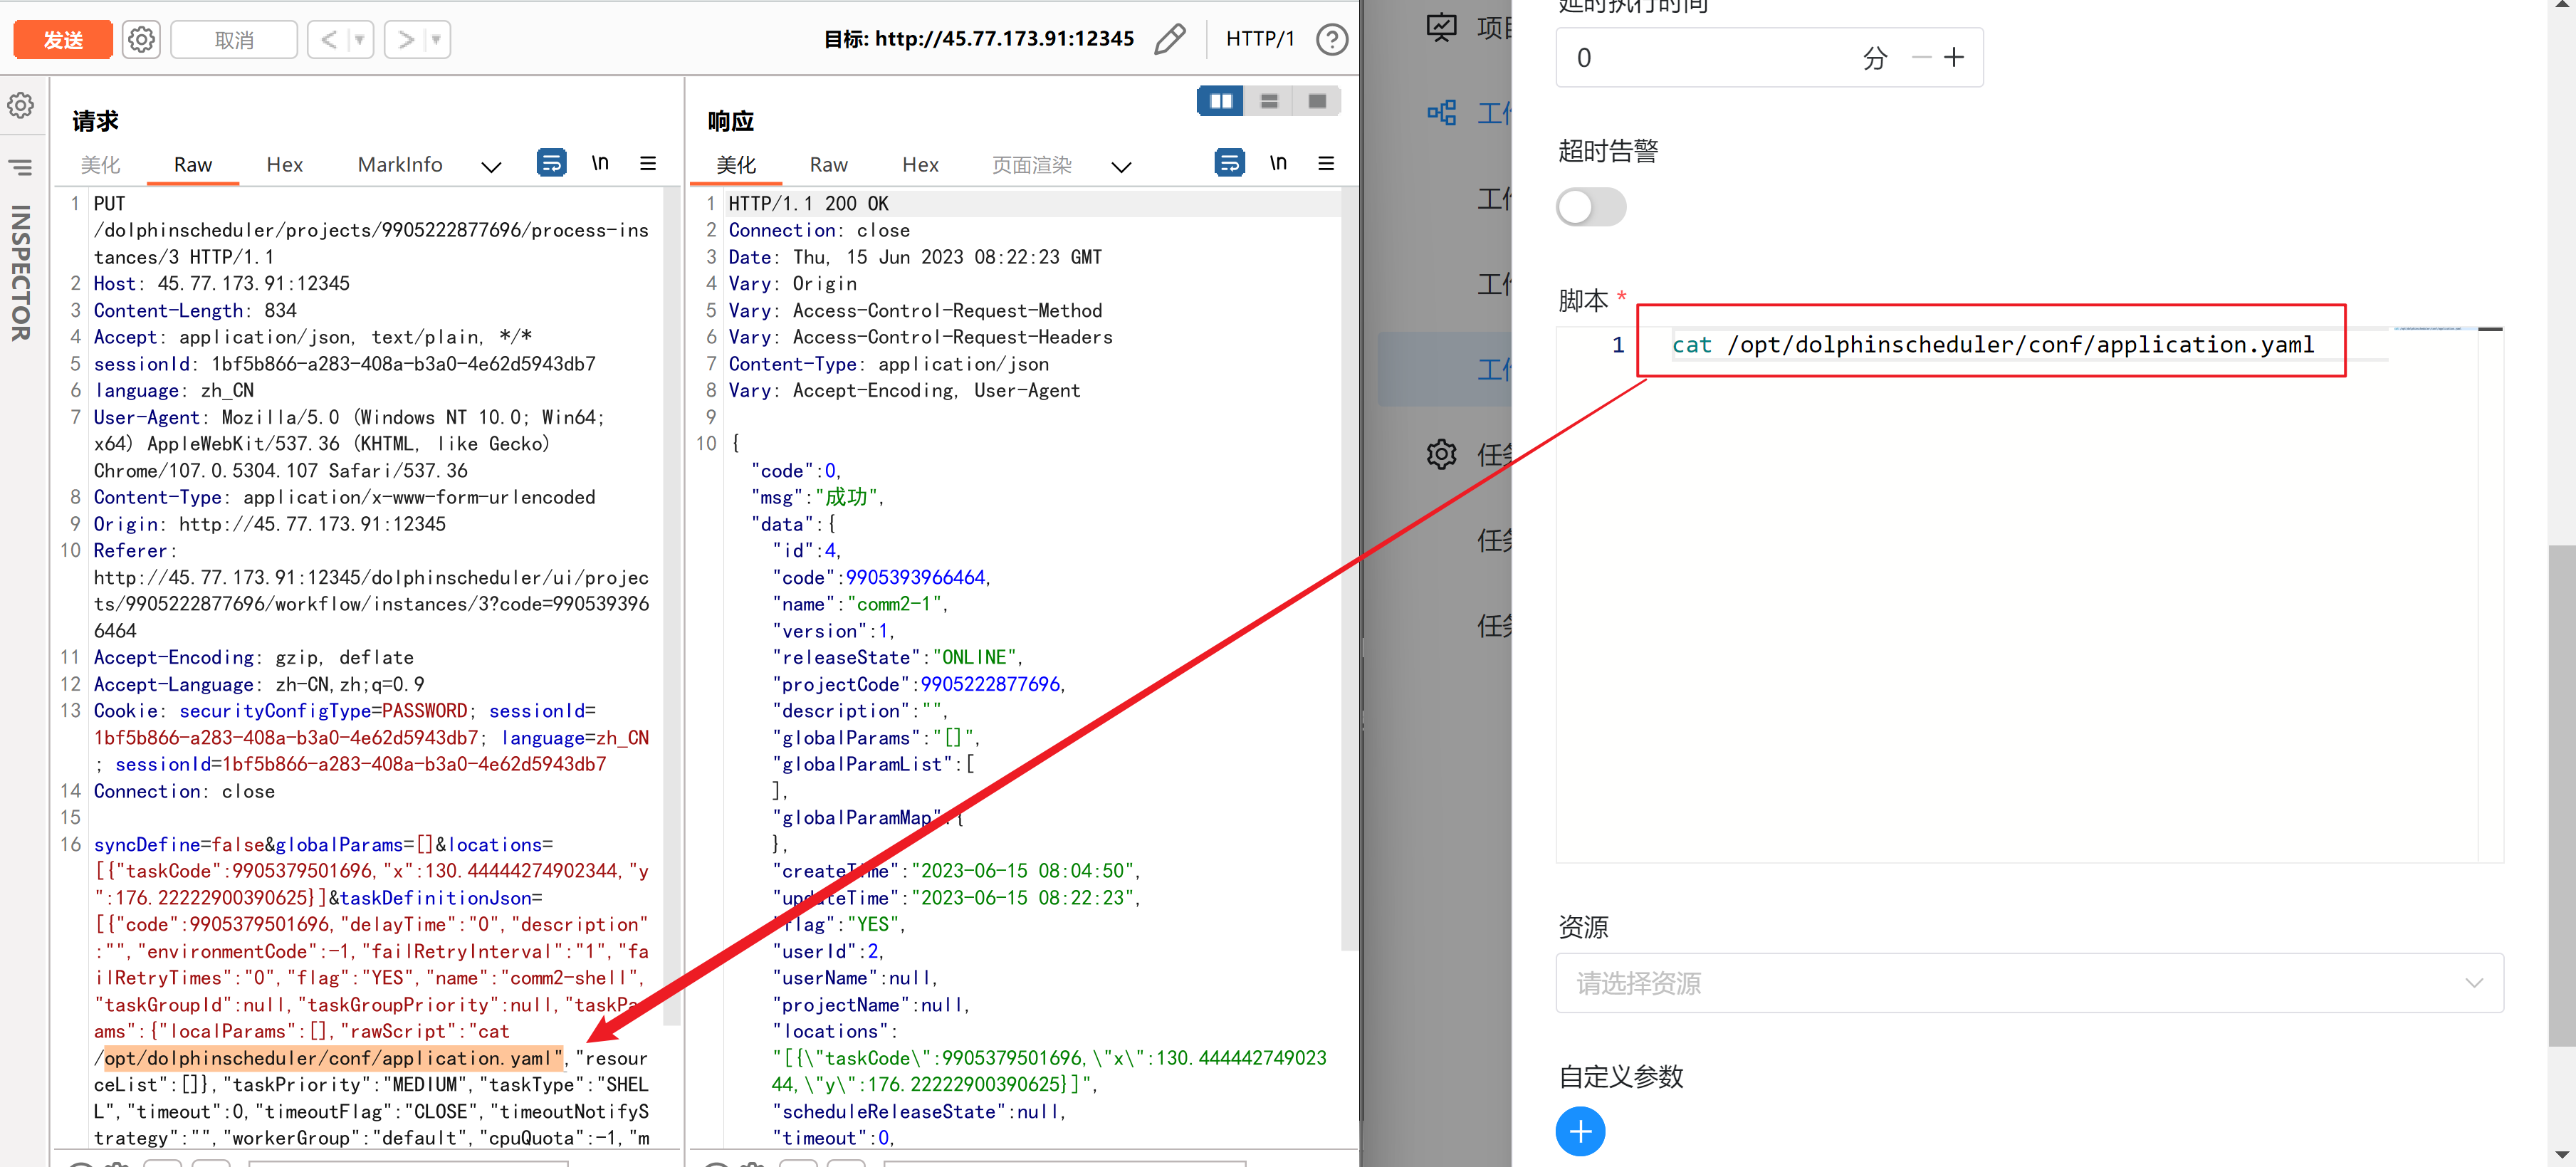 发送
取消
目标: http://45.77.173.91:12345
HTTP/1
INSPECTOR
请求
美化 Raw Hex MarkInfo \n
1 PUT
/dolphinscheduler/projects/9905222877696/process-ins
tances/3 HTTP/1.1
2 Host: 45.77.173.91:12345
3 Content-Length: 834
4 Accept: application/json, text/plain, */*
5 sessionId: 1bf5b866-a283-408a-b3a0-4e62d5943db7
6 language: zh_CN
7 User-Agent: Mozilla/5.0 (Windows NT 10.0; Win64;
x64) AppleWebKit/537.36 (KHTML, like Gecko)
Chrome/107.0.5304.107 Safari/537.36
8 Content-Type: application/x-www-form-urlencoded
9 Origin: http://45.77.173.91:12345
10 Referer:
http://45.77.173.91:12345/dolphinscheduler/ui/projec
ts/9905222877696/workflow/instances/3?code=990539396
6464
11 Accept-Encoding: gzip, deflate
12 Accept-Language: zh-CN,zh;q=0.9
13 Cookie: securityConfigType=PASSWORD; sessionId=
1bf5b866-a283-408a-b3a0-4e62d5943db7; language=zh_CN
; sessionId=1bf5b866-a283-408a-b3a0-4e62d5943db7
14 Connection: close
15
16 syncDefine=false&globalParams=[]&locations=
[{"taskCode":9905379501696,"x":130.44444274902344,"y
":176.22222900390625}]&taskDefinitionJson=
[{"code":9905379501696,"delayTime":"0","description"
:"","environmentCode":-1,"failRetryInterval":"1","fa
ilRetryTimes":"0","flag":"YES","name":"comm2-shell",
"taskGroupId":null,"taskGroupPriority":null,"taskPa
ams":{"localParams":[],"rawScript":"cat
/opt/dolphinscheduler/conf/application.yaml","resour
ceList":[]},"taskPriority":"MEDIUM","taskType":"SHEL
L","timeout":0,"timeoutFlag":"CLOSE","timeoutNotifyS
trategy":"","workerGroup":"default","cpuQuota":-1,"m
响应
美化 Raw Hex 页面渲染 \n
1 HTTP/1.1 200 OK
2 Connection: close
3 Date: Thu, 15 Jun 2023 08:22:23 GMT
4 Vary: Origin
5 Vary: Access-Control-Request-Method
6 Vary: Access-Control-Request-Headers
7 Content-Type: application/json
8 Vary: Accept-Encoding, User-Agent
9
10 {
"code":0,
"msg":"成功",
"data":{
"id":4,
"code":9905393966464,
"name":"comm2-1",
"version":1,
"releaseState":"ONLINE",
"projectCode":9905222877696,
"description":"",
"globalParams":"[]",
"globalParamList":[
],
"globalParamMap":{
},
"createTime":"2023-06-15 08:04:50",
"updateTime":"2023-06-15 08:22:23",
"flag":"YES",
"userId":2,
"userName":null,
"projectName":null,
"locations":
"[{\"taskCode\":9905379501696,\"x\":130.444442749023
44,\"y\":176.22222900390625}]",
"scheduleReleaseState":null,
"timeout":0,
项目
工作
工作
工作
工作
任务
任务
任务
延时执行时间
0 分
超时告警
脚本 *
1 cat /opt/dolphinscheduler/conf/application.yaml
资源
请选择资源
自定义参数